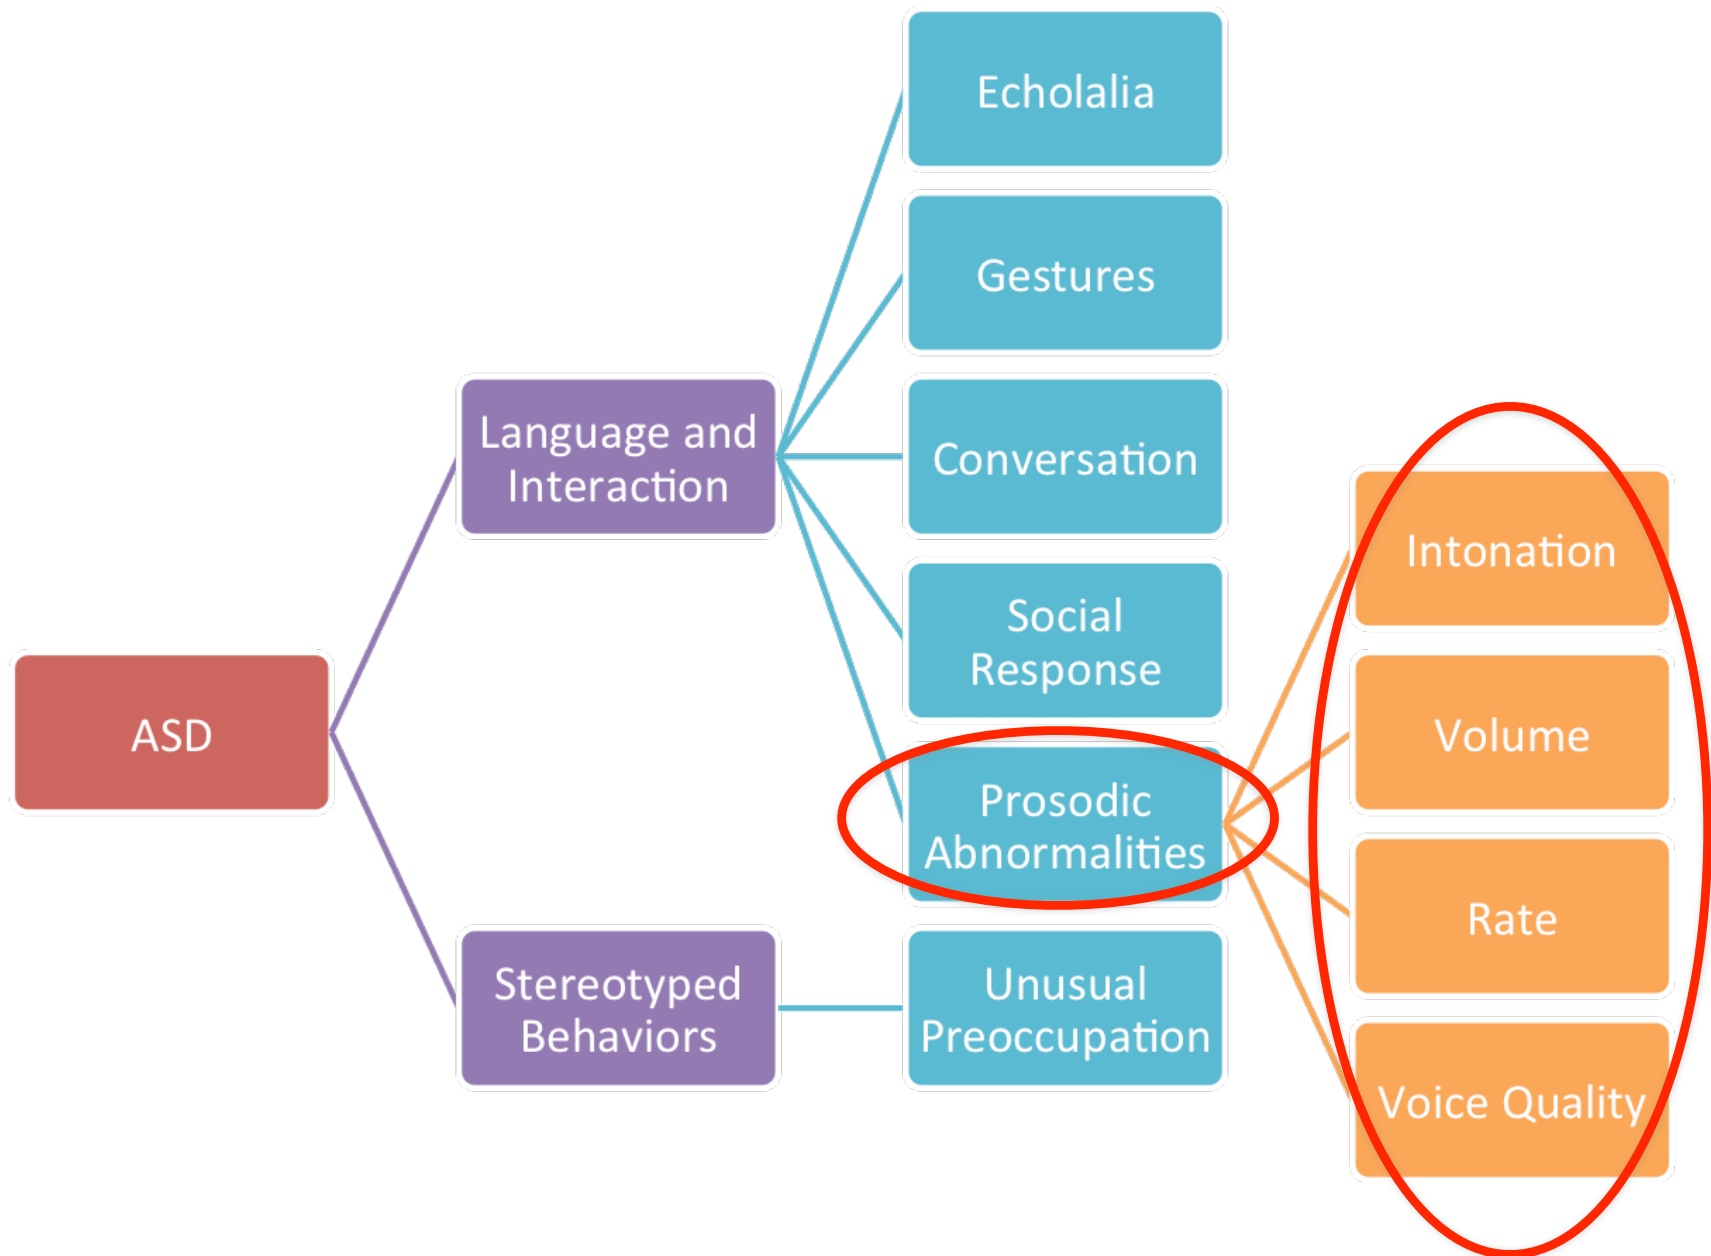 ASD
Language and
Interaction
Stereotyped
Behaviors
Echolalia
Gestures
Conversation
Social
Response
Prosodic
Abnormalities
Unusual
Preoccupation
Intonation
Volume
Rate
Voice Quality